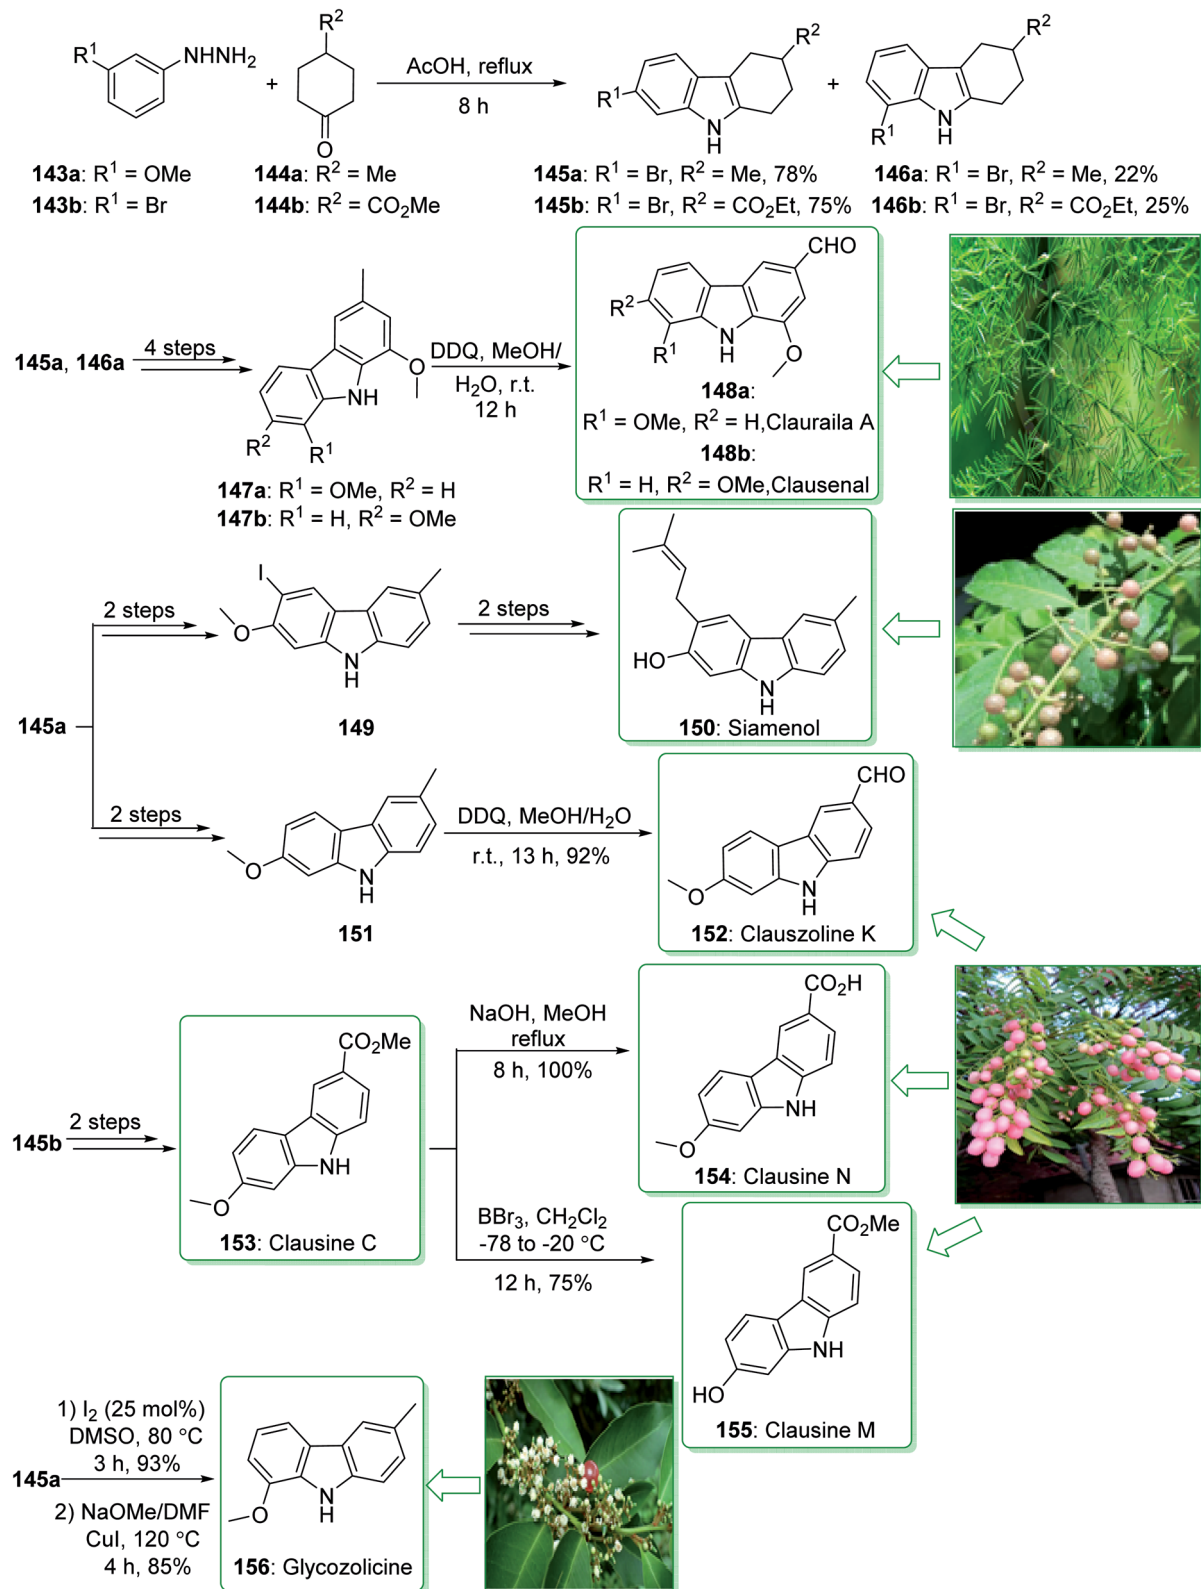 R² R² R²
R¹ NHNH₂
+ AcOH, reflux +
8 h R¹ N H N H R¹
O
143a: R¹ = OMe 144a: R² = Me 145a: R¹ = Br, R² = Me, 78% 146a: R¹ = Br, R² = Me, 22%
143b: R¹ = Br 144b: R² = CO₂Me 145b: R¹ = Br, R² = CO₂Et, 75% 146b: R¹ = Br, R² = CO₂Et, 25%
CHO
R²
N H
R¹ O
148a:
R¹ = OMe, R² = H,Clauraila A
148b:
R¹ = H, R² = OMe,Clausenal
145a, 146a 4 steps
O
NH
R² R¹
DDQ, MeOH/
H₂O, r.t.
12 h
147a: R¹ = OMe, R² = H
147b: R¹ = H, R² = OMe
145a
2 steps
I
O
N
H
149
2 steps
HO
N
H
150: Siamenol
2 steps
O
N
H
151
DDQ, MeOH/H₂O
r.t., 13 h, 92%
CHO
O
N
H
152: Clauszoline K
145b
2 steps
CO₂Me
NH
O
153: Clausine C
NaOH, MeOH
reflux
8 h, 100%
CO₂H
NH
O
154: Clausine N
BBr₃, CH₂Cl₂
-78 to -20 °C
12 h, 75%
CO₂Me
NH
HO
155: Clausine M
1) I₂ (25 mol%)
DMSO, 80 °C
3 h, 93%
145a
2) NaOMe/DMF
CuI, 120 °C
4 h, 85%
N
H
O
156: Glycozolicine